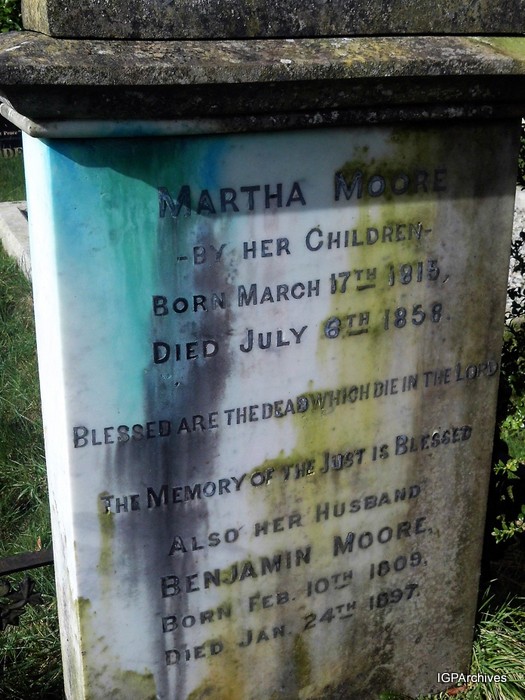 MARTHA MOORE
-BY HER CHILDREN-
BORN MARCH 17TH 1815,
DIED JULY 8TH 1858.
BLESSED ARE THE DEAD WHICH DIE IN THE LORD
THE MEMORY OF THE JUST IS BLESSED
ALSO HER HUSBAND
BENJAMIN MOORE,
BORN FEB. 10TH 1809,
DIED JAN. 24TH 1897.
IGPArchives